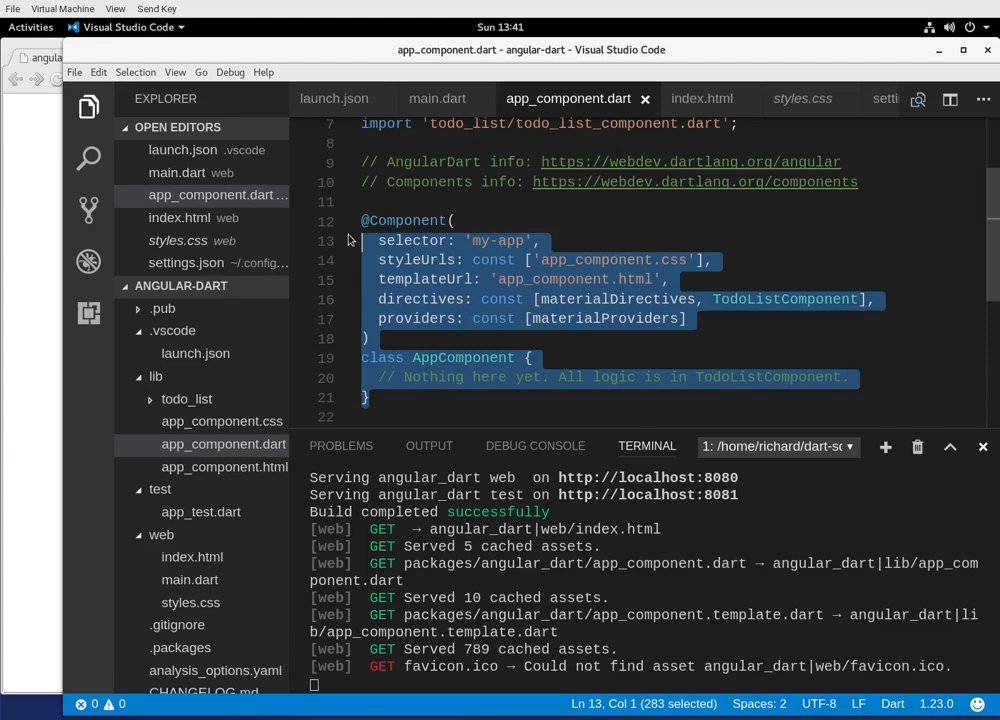 File Virtual Machine View Send Key
Activities Visual Studio Code Sun 13:41
app_component.dart - angular-dart - Visual Studio Code
angula
File Edit Selection View Go Debug Help
EXPLORER
OPEN EDITORS
launch.json .vscode
main.dart web
app_component.dart ...
index.html web
styles.css web
settings.json ~/.config...
ANGULAR-DART
.pub
.vscode
launch.json
lib
todo_list
app_component.css
app_component.dart
app_component.html
test
app_test.dart
web
index.html
main.dart
styles.css
.gitignore
.packages
analysis_options.yaml
CHANGELOG.md
launch.json main.dart app_component.dart index.html styles.css setti ...
7 import 'todo_list/todo_list_component.dart';
8
9 // AngularDart info: https://webdev.dartlang.org/angular
10 // Components info: https://webdev.dartlang.org/components
11
12 @Component(
13 selector: 'my-app',
14 styleUrls: const ['app_component.css'],
15 templateUrl: 'app_component.html',
16 directives: const [materialDirectives, TodoListComponent],
17 providers: const [materialProviders]
18 )
19 class AppComponent {
20 // Nothing here yet. All logic is in TodoListComponent.
21 }
22
PROBLEMS OUTPUT DEBUG CONSOLE TERMINAL 1: /home/richard/dart-sc
Serving angular_dart web on http://localhost:8080
Serving angular_dart test on http://localhost:8081
Build completed successfully
[web] GET → angular_dart|web/index.html
[web] GET Served 5 cached assets.
[web] GET packages/angular_dart/app_component.dart → angular_dart|lib/app_com
ponent.dart
[web] GET Served 10 cached assets.
[web] GET packages/angular_dart/app_component.template.dart → angular_dart|li
b/app_component.template.dart
[web] GET Served 789 cached assets.
[web] GET favicon.ico → Could not find asset angular_dart|web/favicon.ico.
0 0 Ln 13, Col 1 (283 selected) Spaces: 2 UTF-8 LF Dart 1.23.0